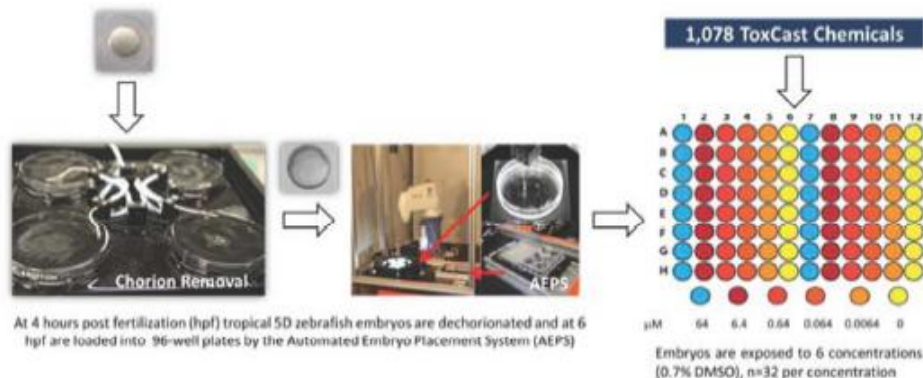 1,078 ToxCast Chemicals
1 2 3 4 5 6 7 8 9 10 11 12
A
B
C
D
E
F
G
H
Chorion Removal
AEPS
μM 64 6.4 0.64 0.064 0.0064 0
At 4 hours post fertilization (hpf) tropical 5D zebrafish embryos are dechorionated and at 6
hpf are loaded into 96-well plates by the Automated Embryo Placement System (AEPS)
Embryos are exposed to 6 concentrations
(0.7% DMSO), n=32 per concentration